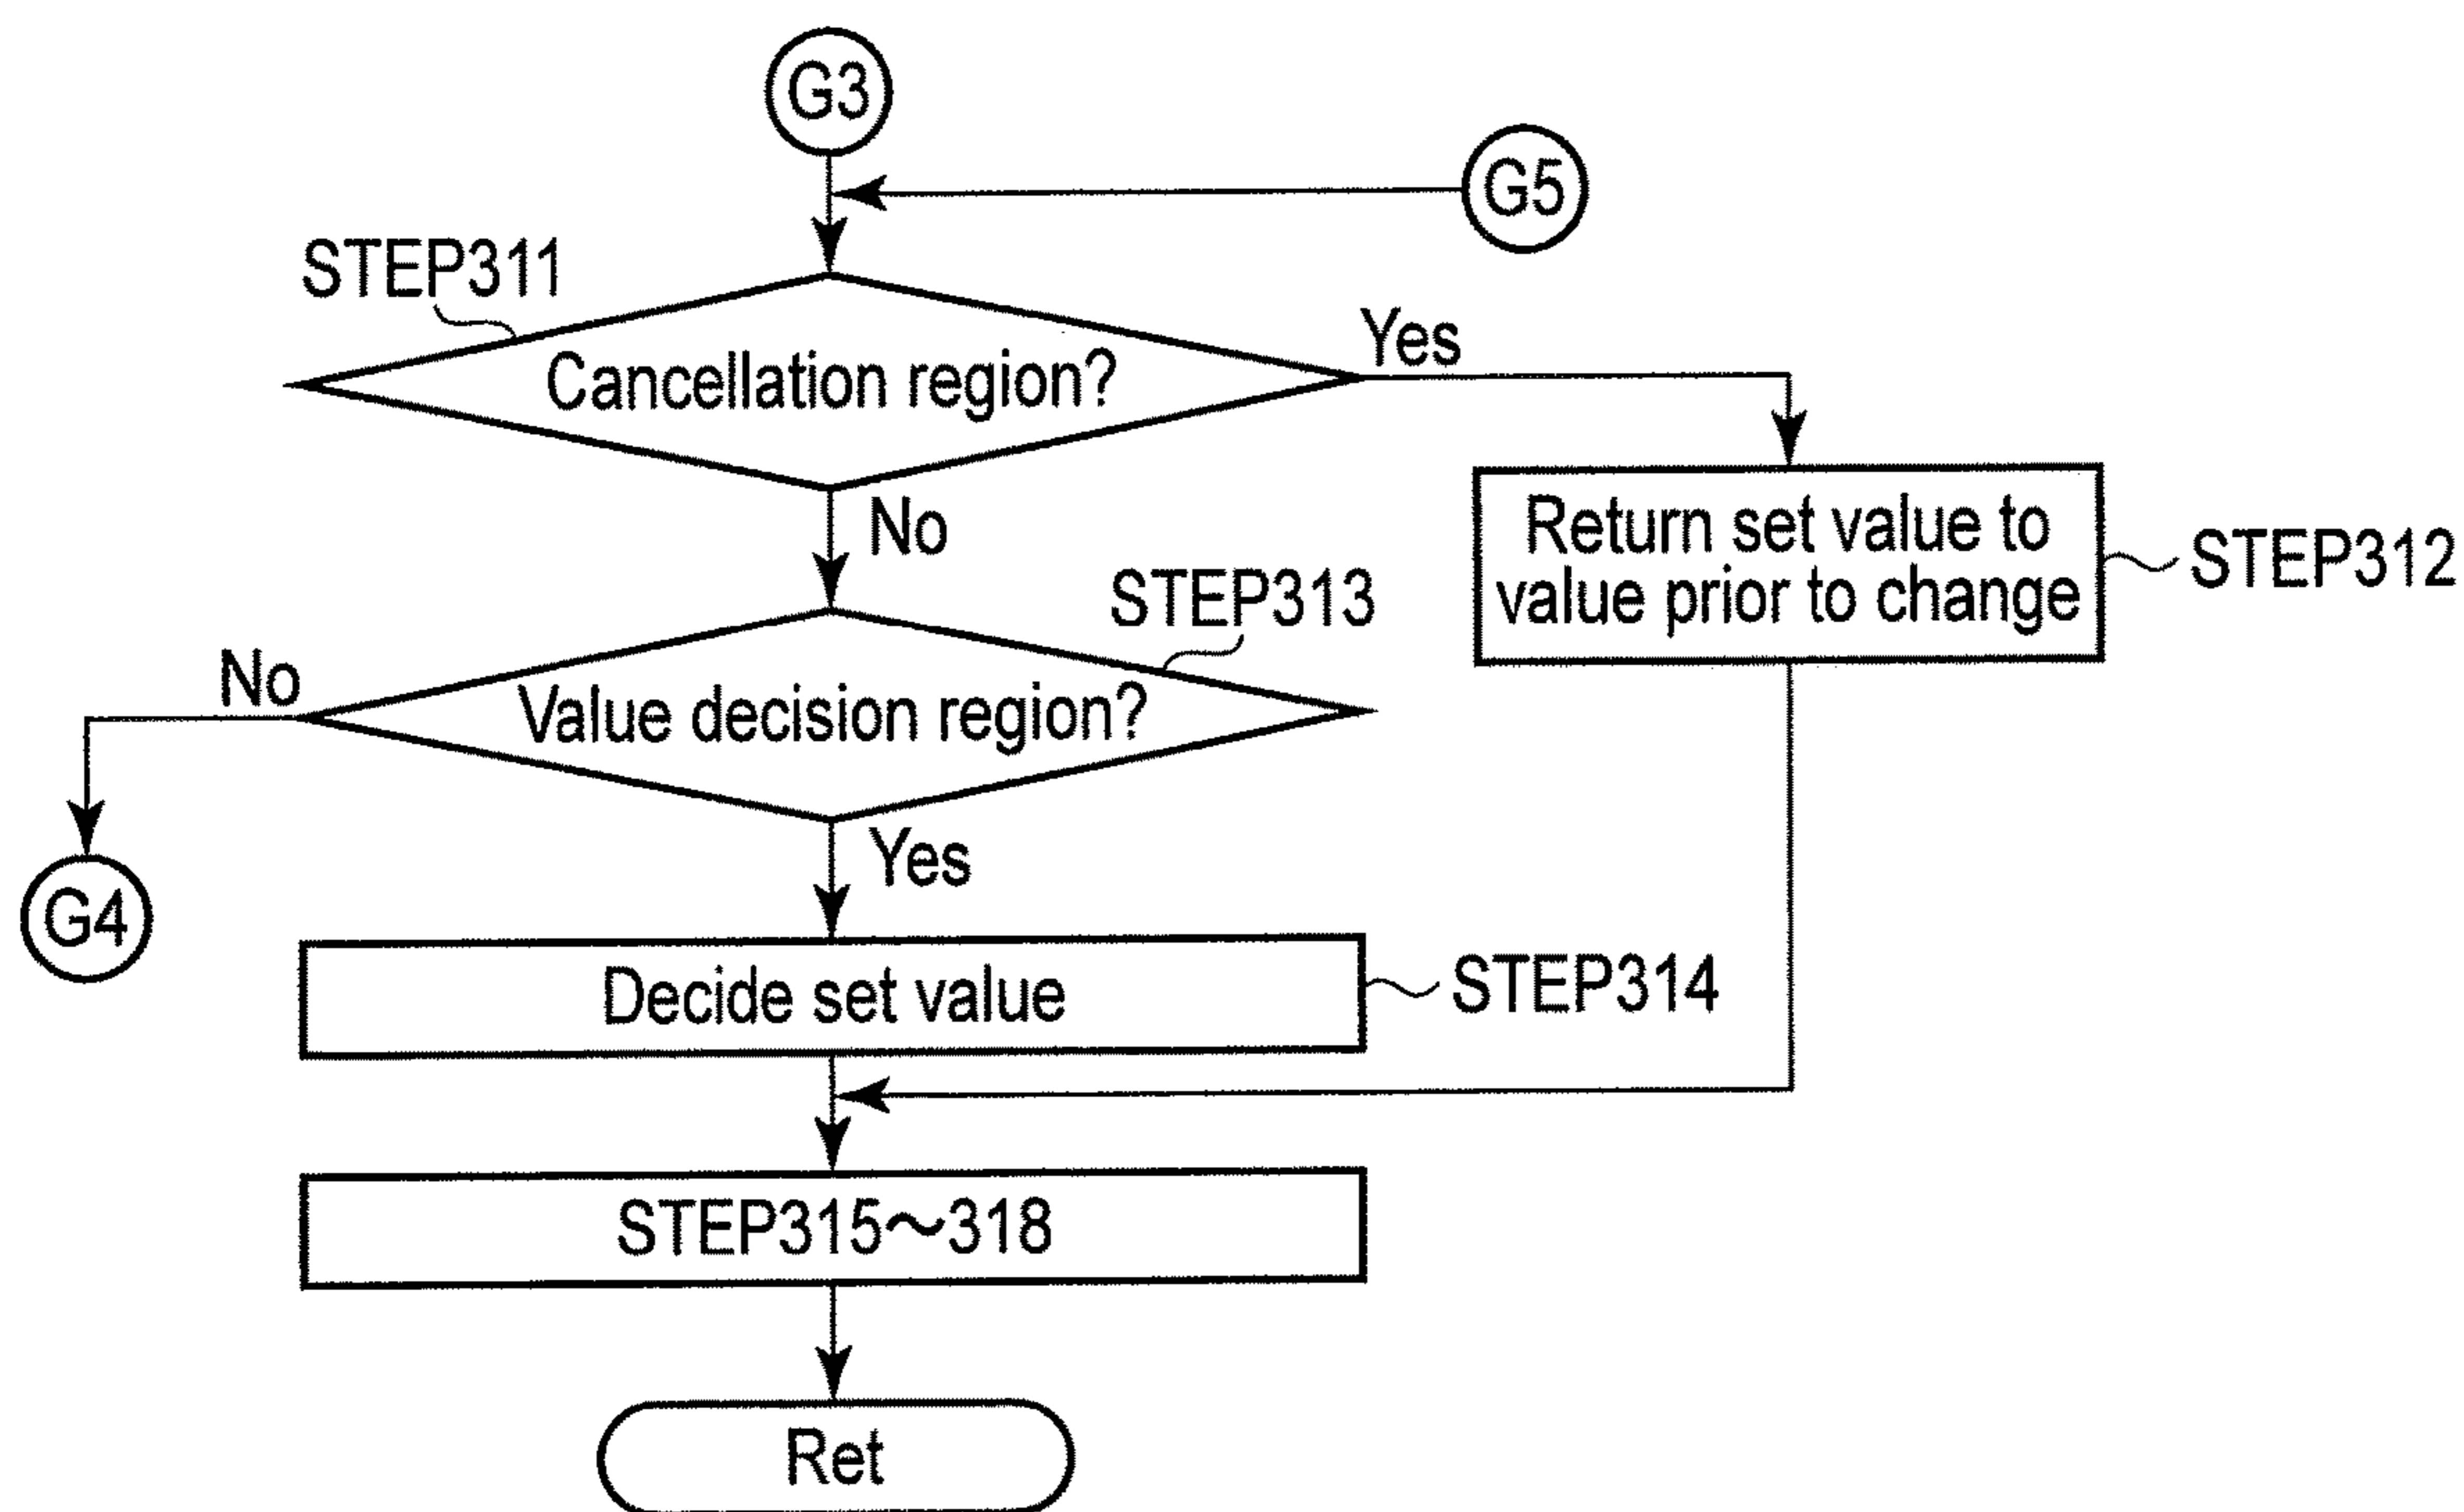 G3
G5
STEP311
Cancellation region?
Yes
No
Return set value to
value prior to change
STEP312
STEP313
No
Value decision region?
Yes
G4
Decide set value
STEP314
STEP315～318
Ret